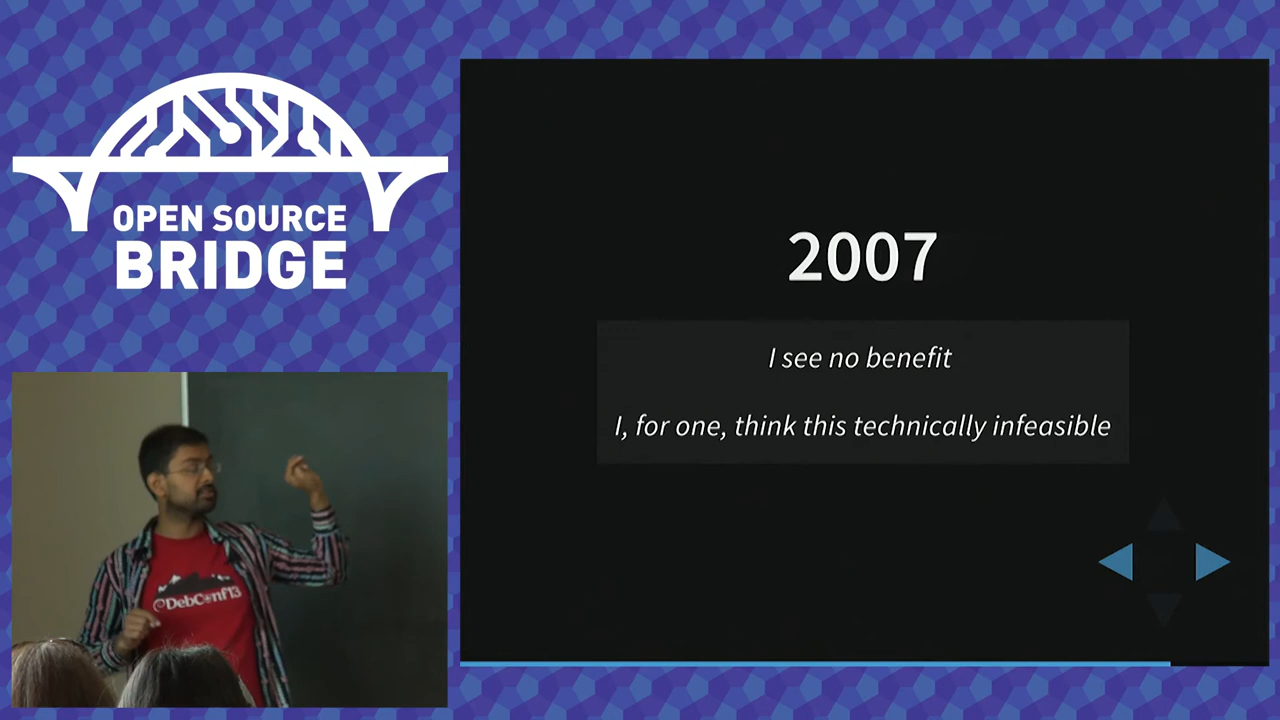 OPEN SOURCE
BRIDGE
2007
I see no benefit
I, for one, think this technically infeasible
@DebConf13